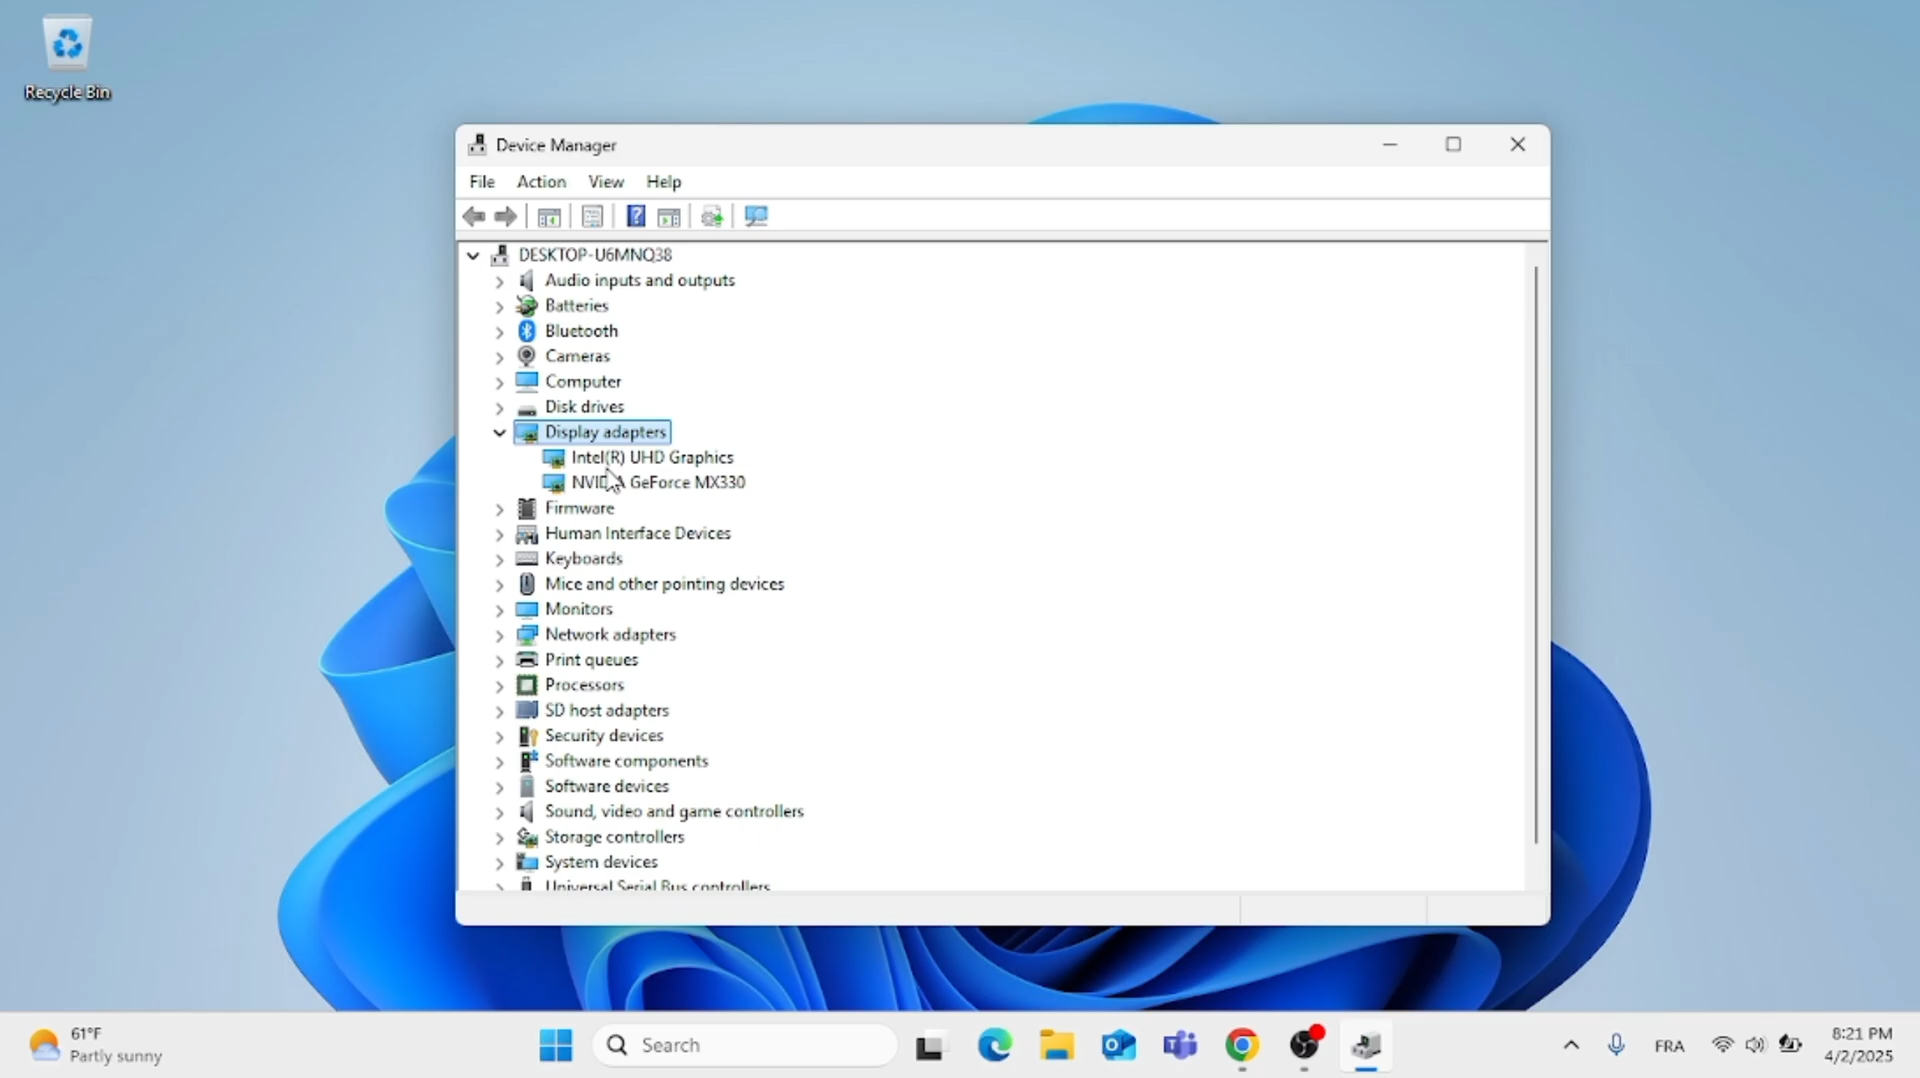 Recycle Bin
Device Manager
File Action View Help
DESKTOP-U6MNQ38
Audio inputs and outputs
Batteries
Bluetooth
Cameras
Computer
Disk drives
Display adapters
Intel(R) UHD Graphics
NVIDIA GeForce MX330
Firmware
Human Interface Devices
Keyboards
Mice and other pointing devices
Monitors
Network adapters
Print queues
Processors
SD host adapters
Security devices
Software components
Software devices
Sound, video and game controllers
Storage controllers
System devices
Universal Serial Bus controllers
61°F
Partly sunny
Search
FRA
8:21 PM
4/2/2025